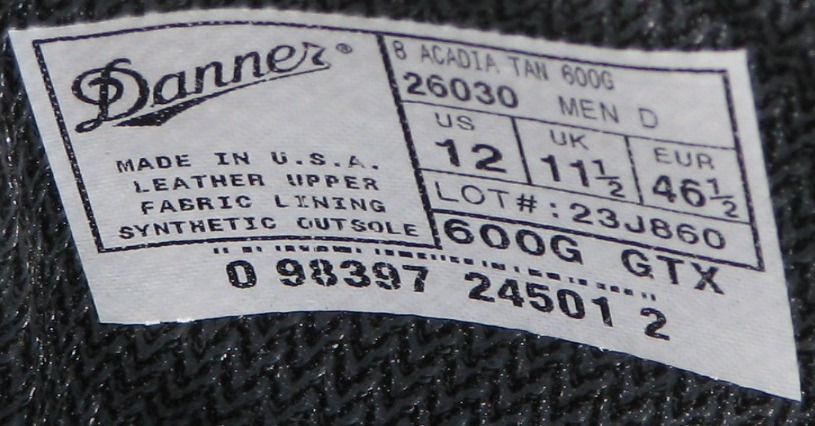 Danner®
MADE IN U.S.A.
LEATHER UPPER
FABRIC LINING
SYNTHETIC OUTSOLE
8 ACADIA TAN 600G
26030 MEN D
US UK EUR
12 11½ 46½
LOT#:23J860
600G GTX
0 98397 24501 2